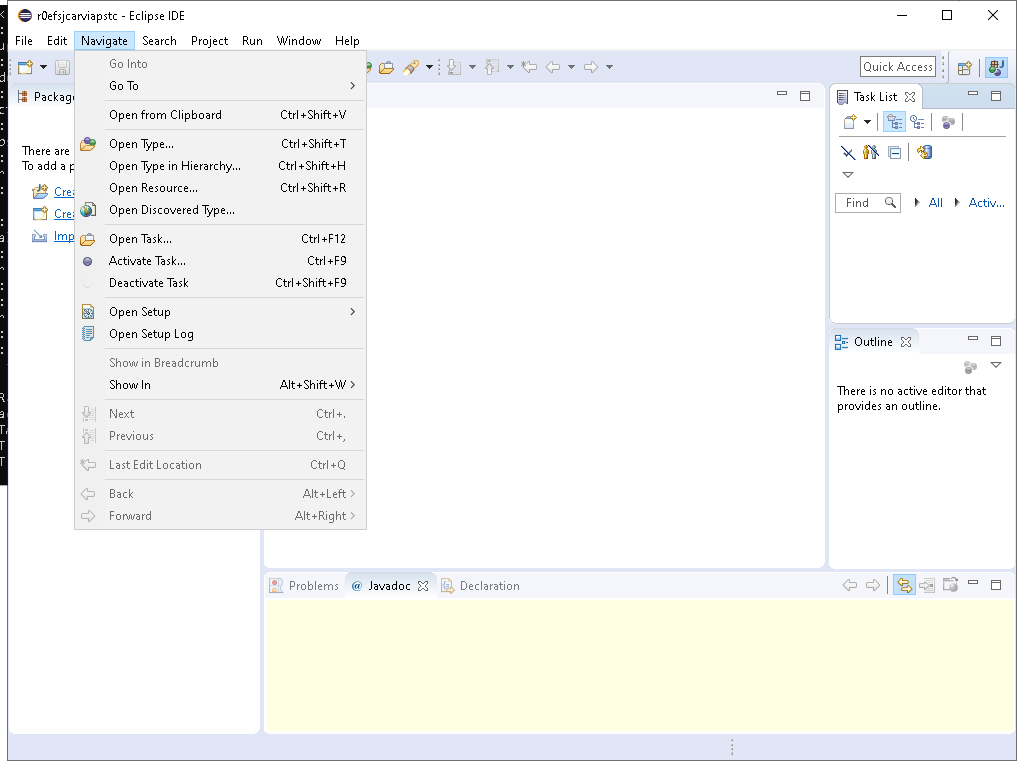 r0efsjcarviapstc - Eclipse IDE
File Edit Navigate Search Project Run Window Help
Quick Access
Go Into
Go To
Open from Clipboard Ctrl+Shift+V
Open Type... Ctrl+Shift+T
Open Type in Hierarchy... Ctrl+Shift+H
Open Resource... Ctrl+Shift+R
Open Discovered Type...
Open Task... Ctrl+F12
Activate Task... Ctrl+F9
Deactivate Task Ctrl+Shift+F9
Open Setup
Open Setup Log
Show in Breadcrumb
Show In Alt+Shift+W
Next Ctrl+.
Previous Ctrl+,
Last Edit Location Ctrl+Q
Back Alt+Left
Forward Alt+Right
There are
To add a
Task List
Find All Activ...
Outline
There is no active editor that
provides an outline.
Problems @ Javadoc Declaration